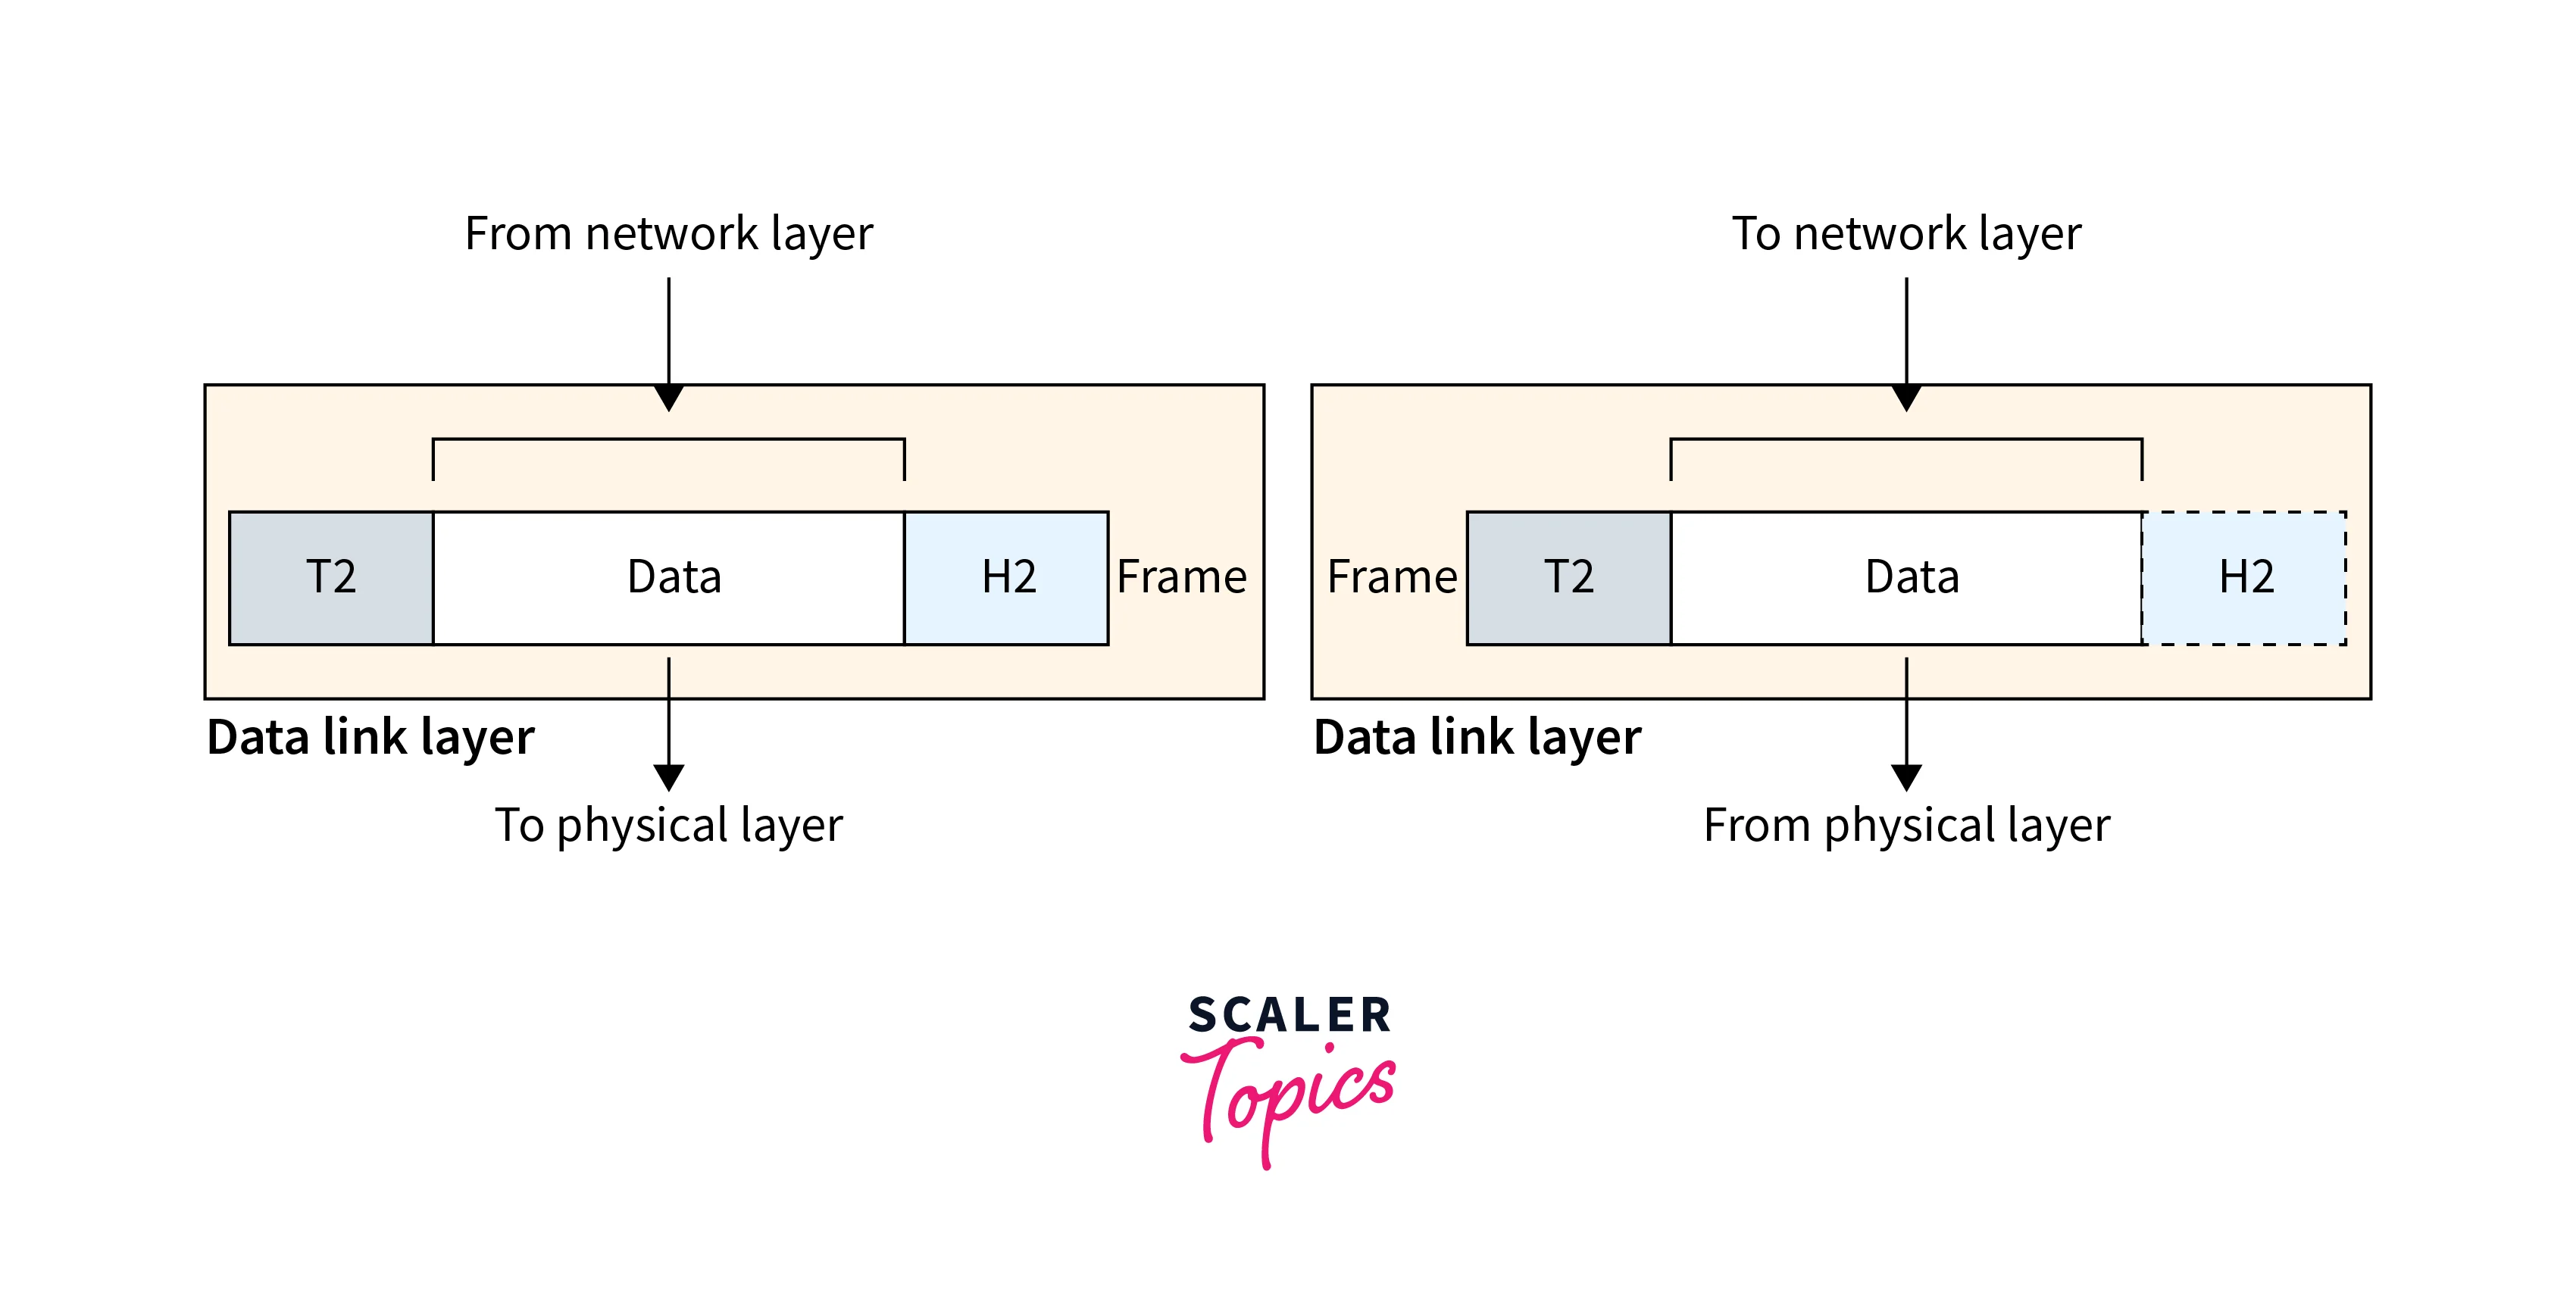 From network layer
T2
Data
H2
Frame
Data link layer
To physical layer
To network layer
Frame
T2
Data
H2
Data link layer
From physical layer
SCALER
Topics